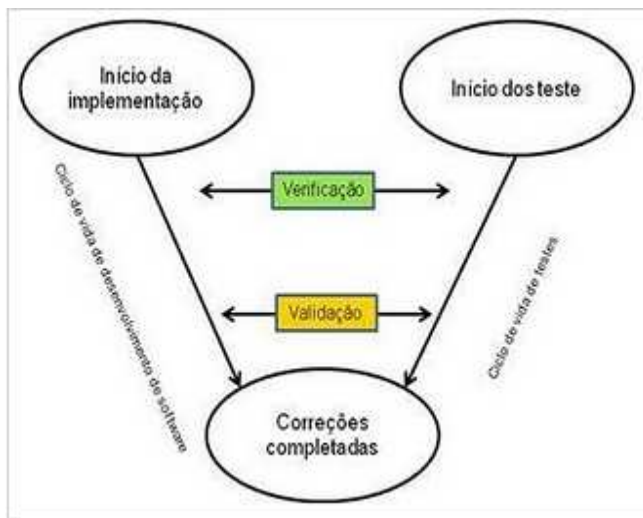 Início da
implementação
Início dos teste
Verificação
Ciclo de vida de desenvolvimento de software
Ciclo de vida de testes
Validação
Correções
completadas